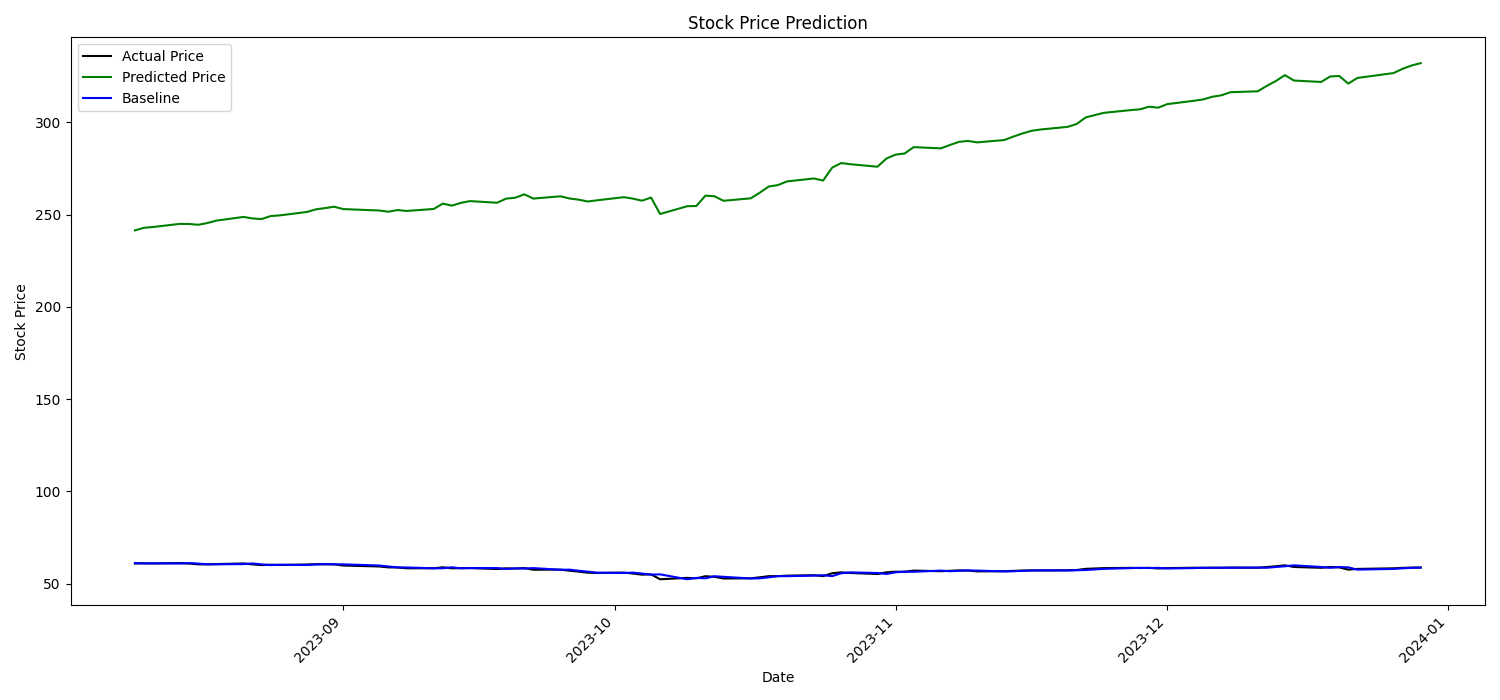 Stock Price Prediction
Actual Price
Predicted Price
Baseline
Stock Price
300
250
200
150
100
50
2023-09
2023-10
2023-11
2023-12
2024-01
Date